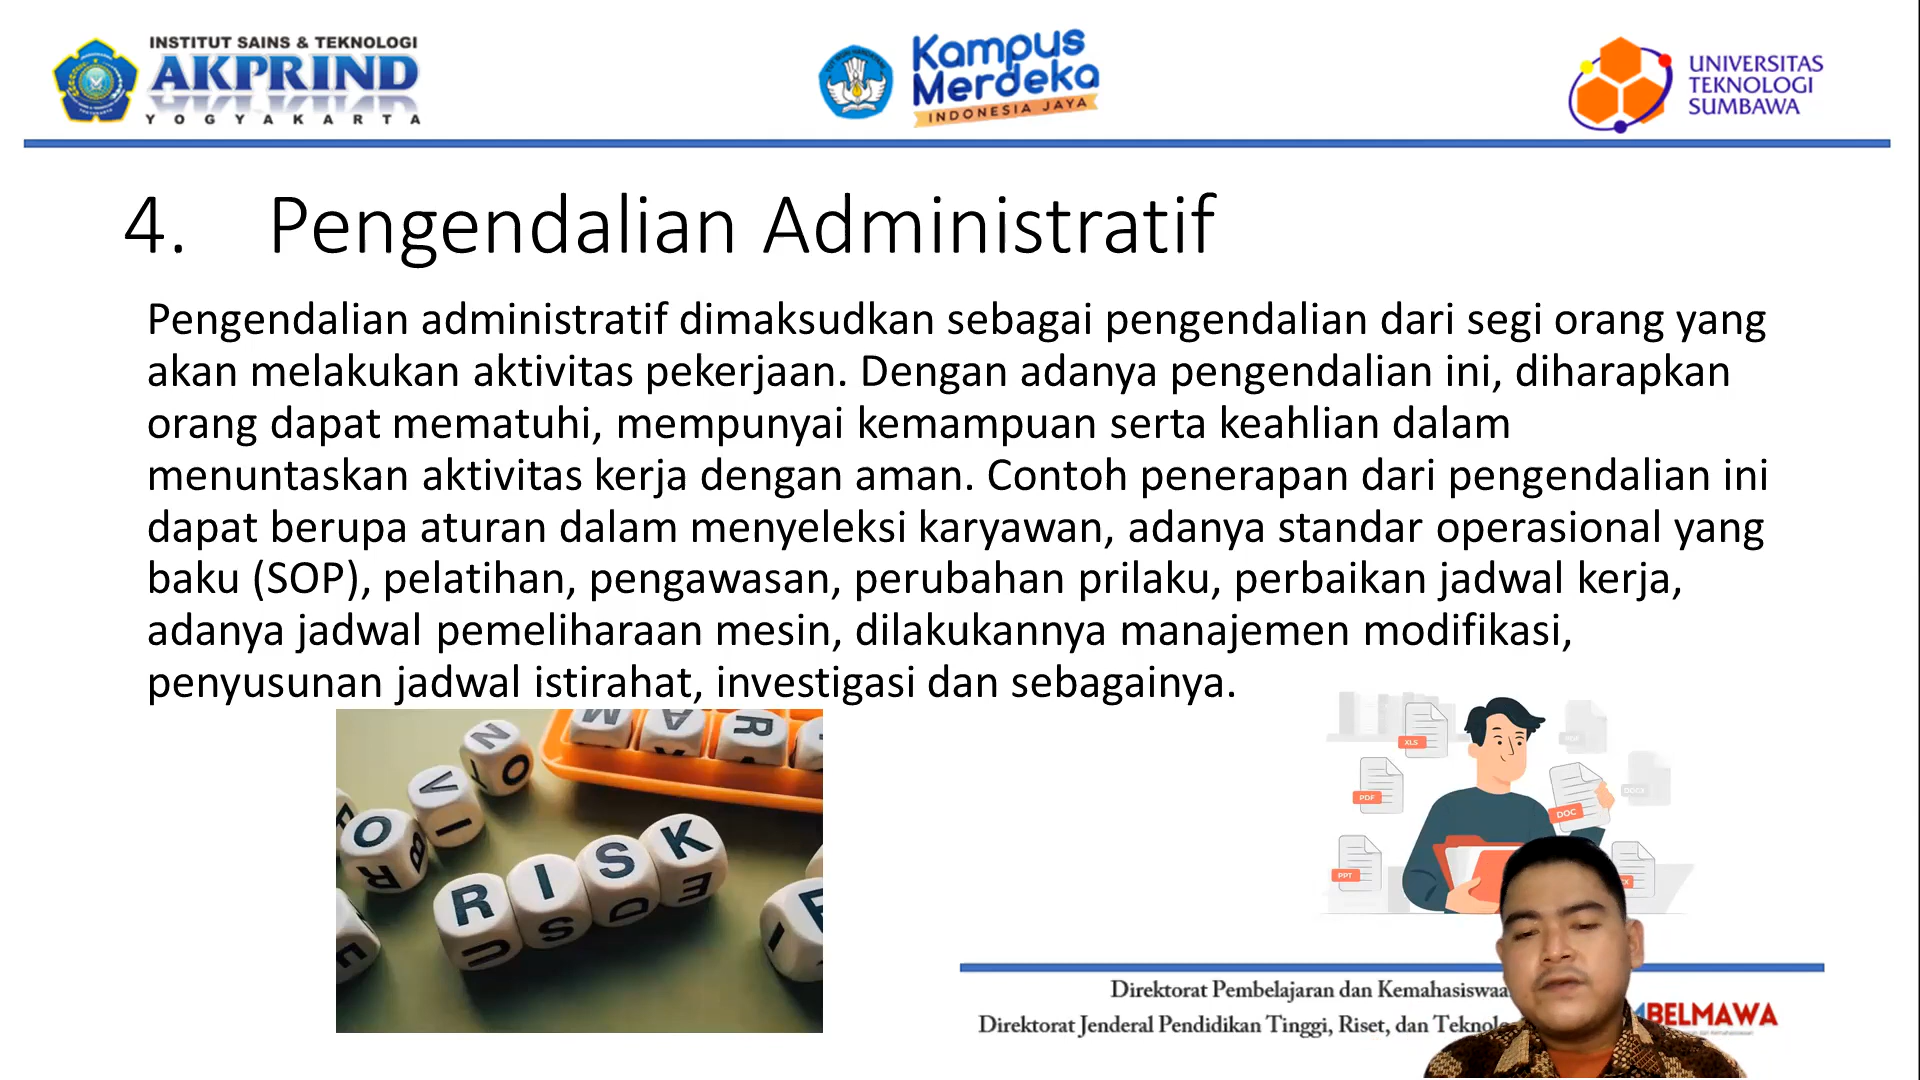 INSTITUT SAINS & TEKNOLOGI
AKPRIND
YOGYAKARTA
Kampus
Merdeka
INDONESIA JAYA
UNIVERSITAS
TEKNOLOGI
SUMBAWA
4. Pengendalian Administratif
Pengendalian administratif dimaksudkan sebagai pengendalian dari segi orang yang
akan melakukan aktivitas pekerjaan. Dengan adanya pengendalian ini, diharapkan
orang dapat mematuhi, mempunyai kemampuan serta keahlian dalam
menuntaskan aktivitas kerja dengan aman. Contoh penerapan dari pengendalian ini
dapat berupa aturan dalam menyeleksi karyawan, adanya standar operasional yang
baku (SOP), pelatihan, pengawasan, perubahan prilaku, perbaikan jadwal kerja,
adanya jadwal pemeliharaan mesin, dilakukannya manajemen modifikasi,
penyusunan jadwal istirahat, investigasi dan sebagainya.
RISK
XLS
PDF
DOC
DOCX
PPT
Direktorat Pembelajaran dan
Direktorat Jenderal Pendidikan Tinggi, Riset, dan
BELMAWA